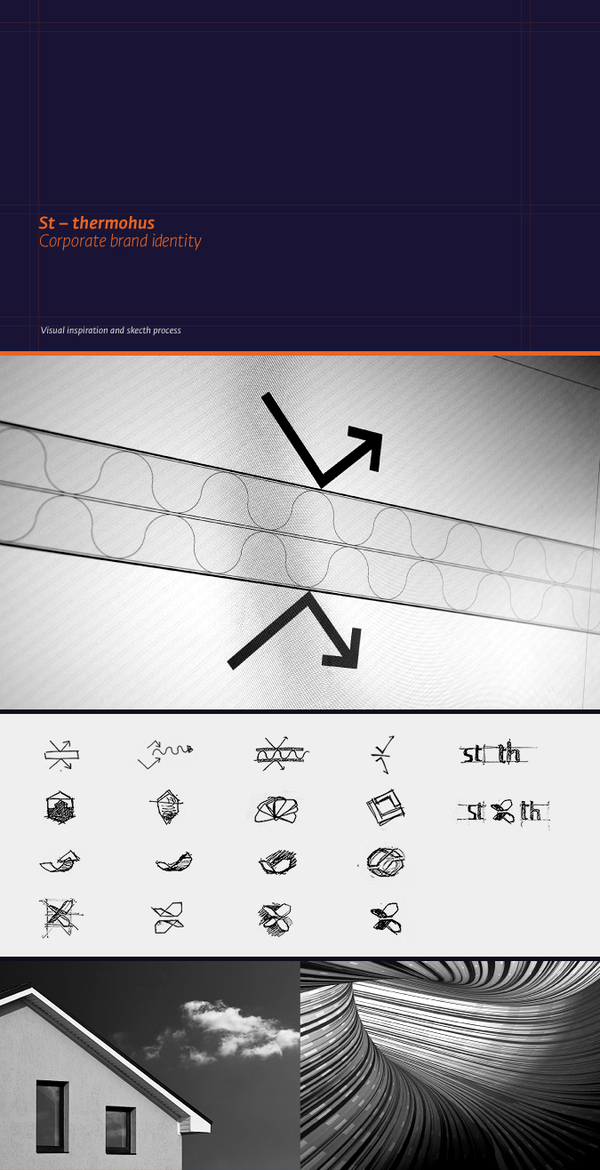 St – thermohus
Corporate brand identity
Visual inspiration and skecth process
st th
st th